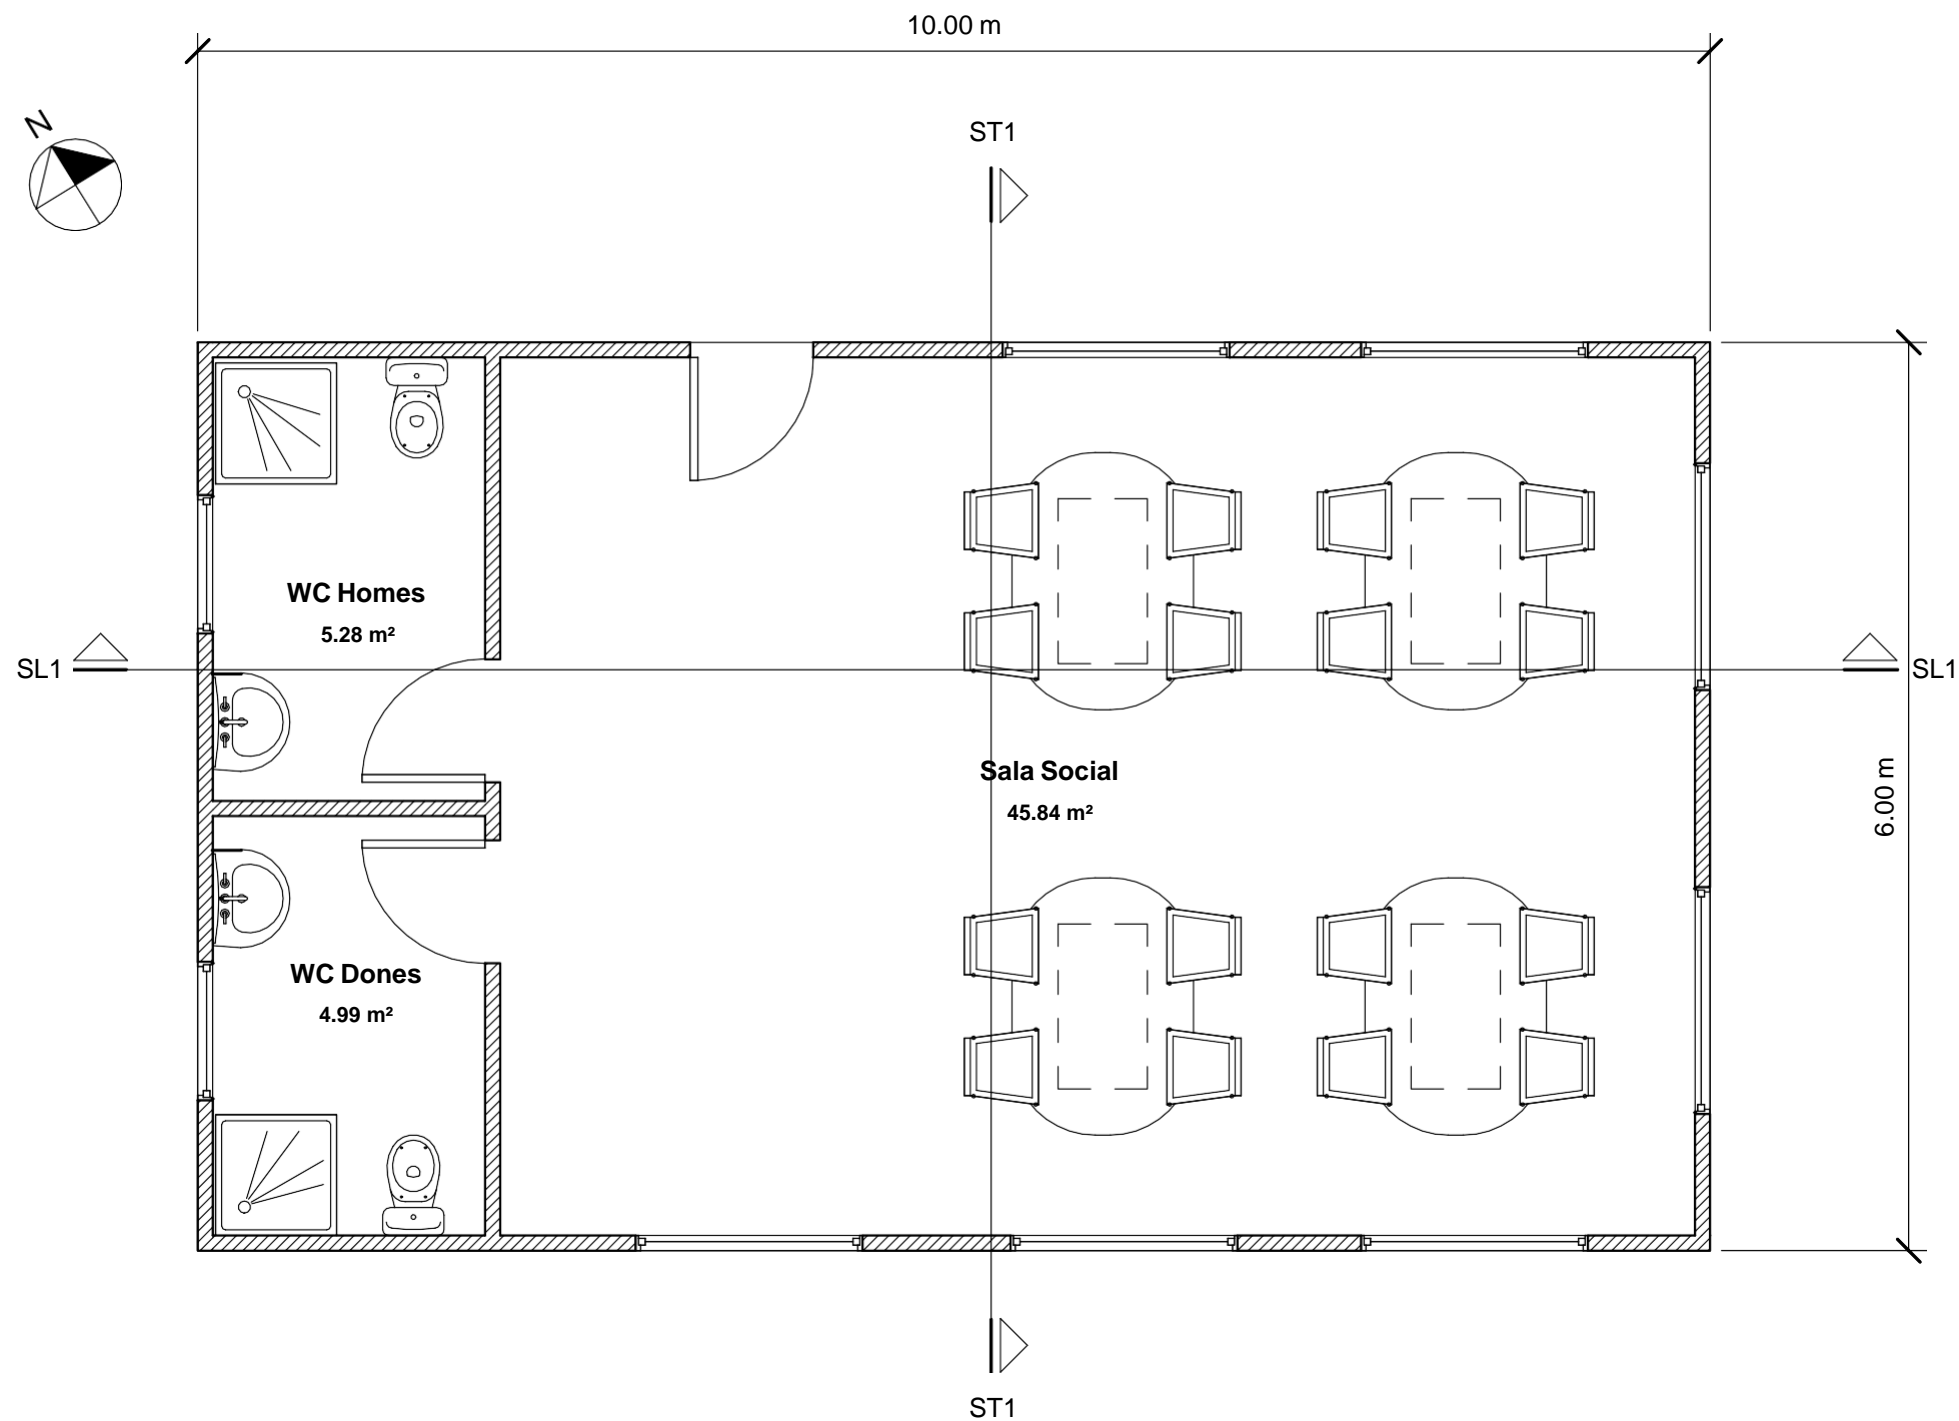 10.00 m
N
ST1
WC Homes
5.28 m²
SL1
SL1
Sala Social
45.84 m²
6.00 m
WC Dones
4.99 m²
ST1